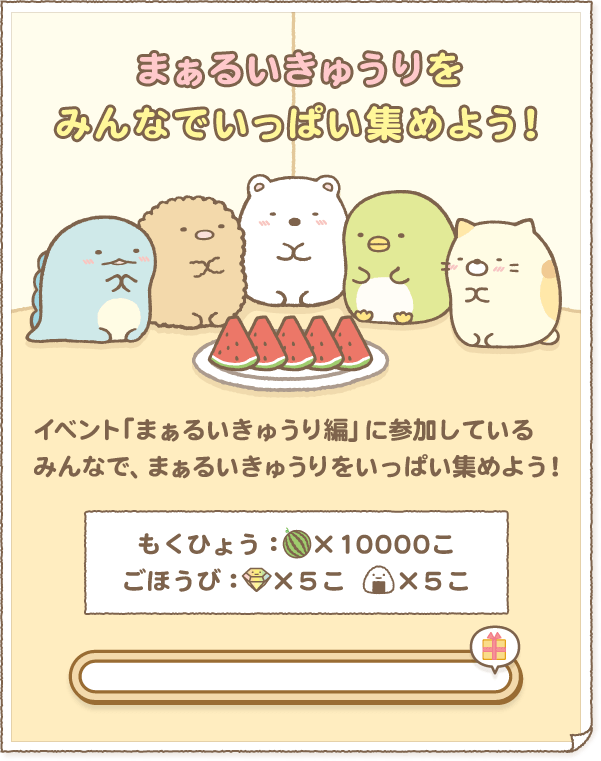 まぁるいきゅうりを
みんなでいっぱい集めよう!
イベント「まぁるいきゅうり編」に参加している
みんなで、まぁるいきゅうりをいっぱい集めよう!
もくひょう:×10000こ
ごほうび:×5こ ×5こ